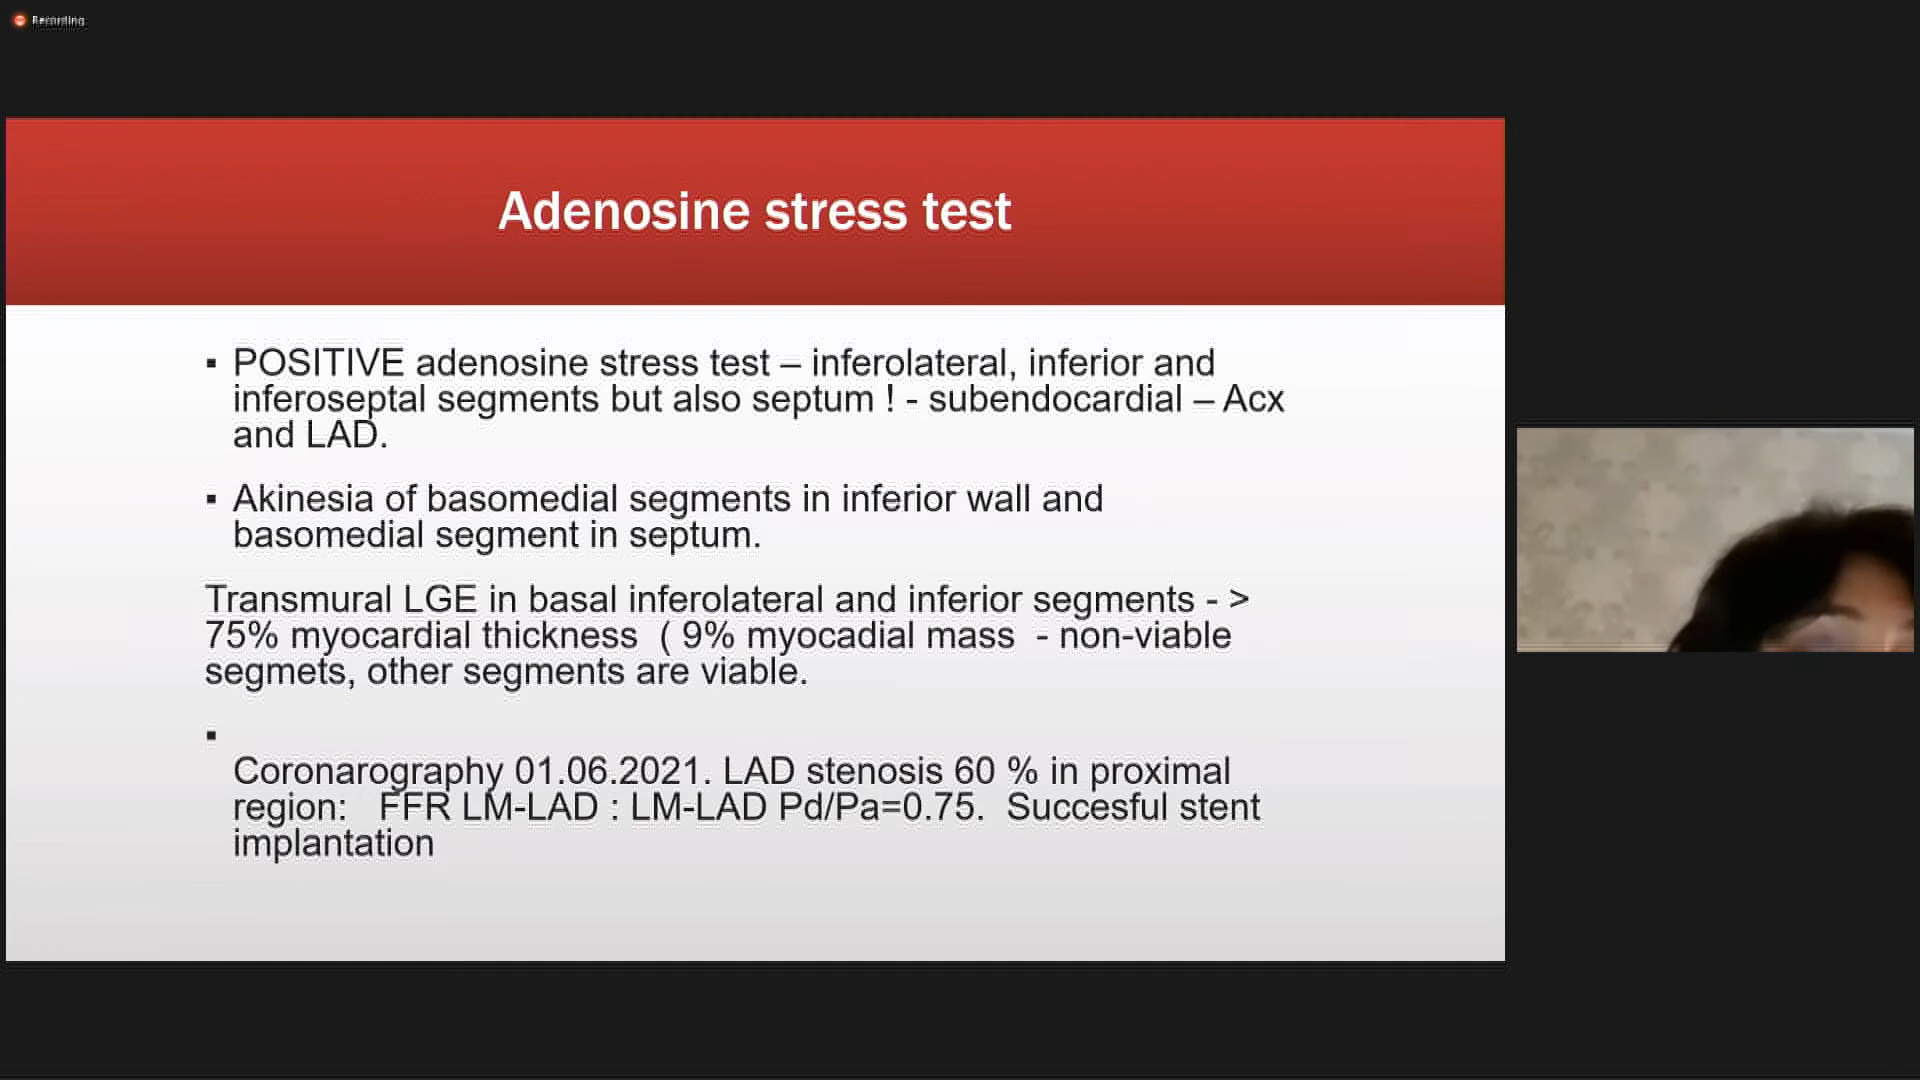 Recording
Adenosine stress test
▪ POSITIVE adenosine stress test – inferolateral, inferior and
inferoseptal segments but also septum ! - subendocardial – Acx
and LAD.
▪ Akinesia of basomedial segments in inferior wall and
basomedial segment in septum.
Transmural LGE in basal inferolateral and inferior segments - >
75% myocardial thickness ( 9% myocadial mass - non-viable
segmets, other segments are viable.
▪
Coronarography 01.06.2021. LAD stenosis 60 % in proximal
region: FFR LM-LAD : LM-LAD Pd/Pa=0.75. Succesful stent
implantation